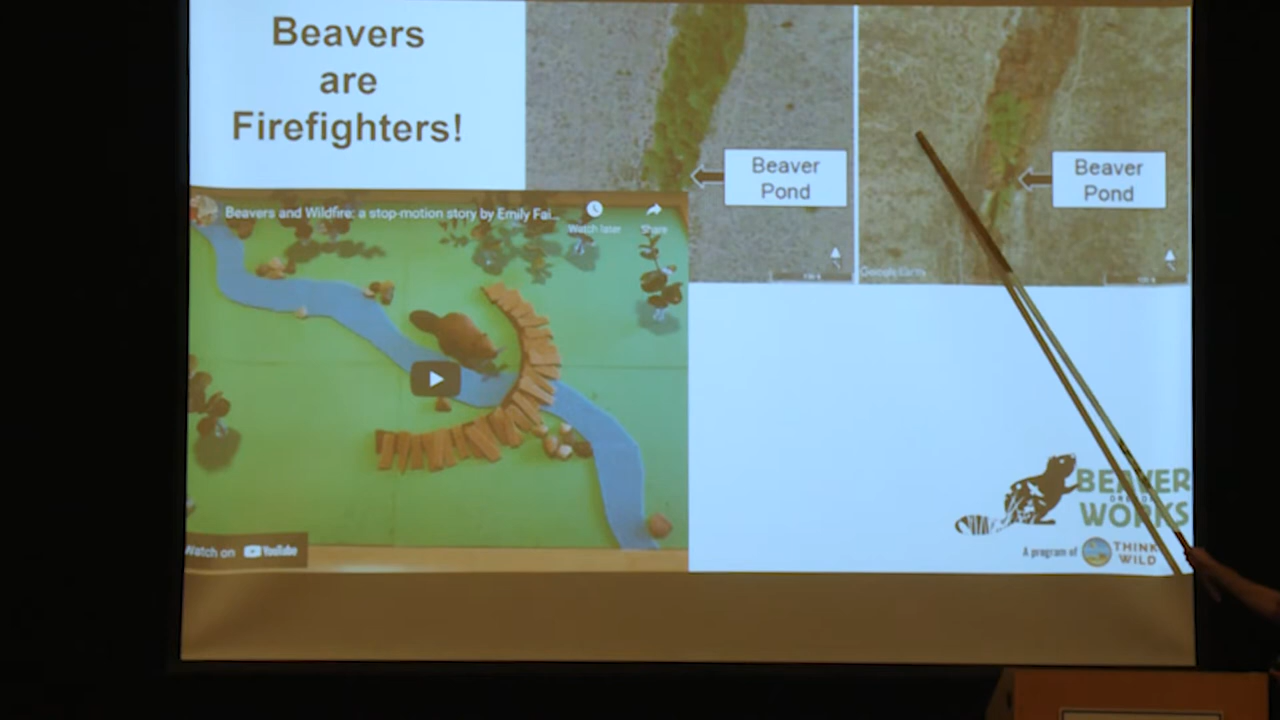 Beavers
are
Firefighters!
Beaver
Pond
Beaver
Pond
Google Earth
Beavers and Wildfire: a stop-motion story by Emily Fai...
Watch later
Share
Watch on YouTube
BEAVER
WORKS
A program of
THINK
WILD